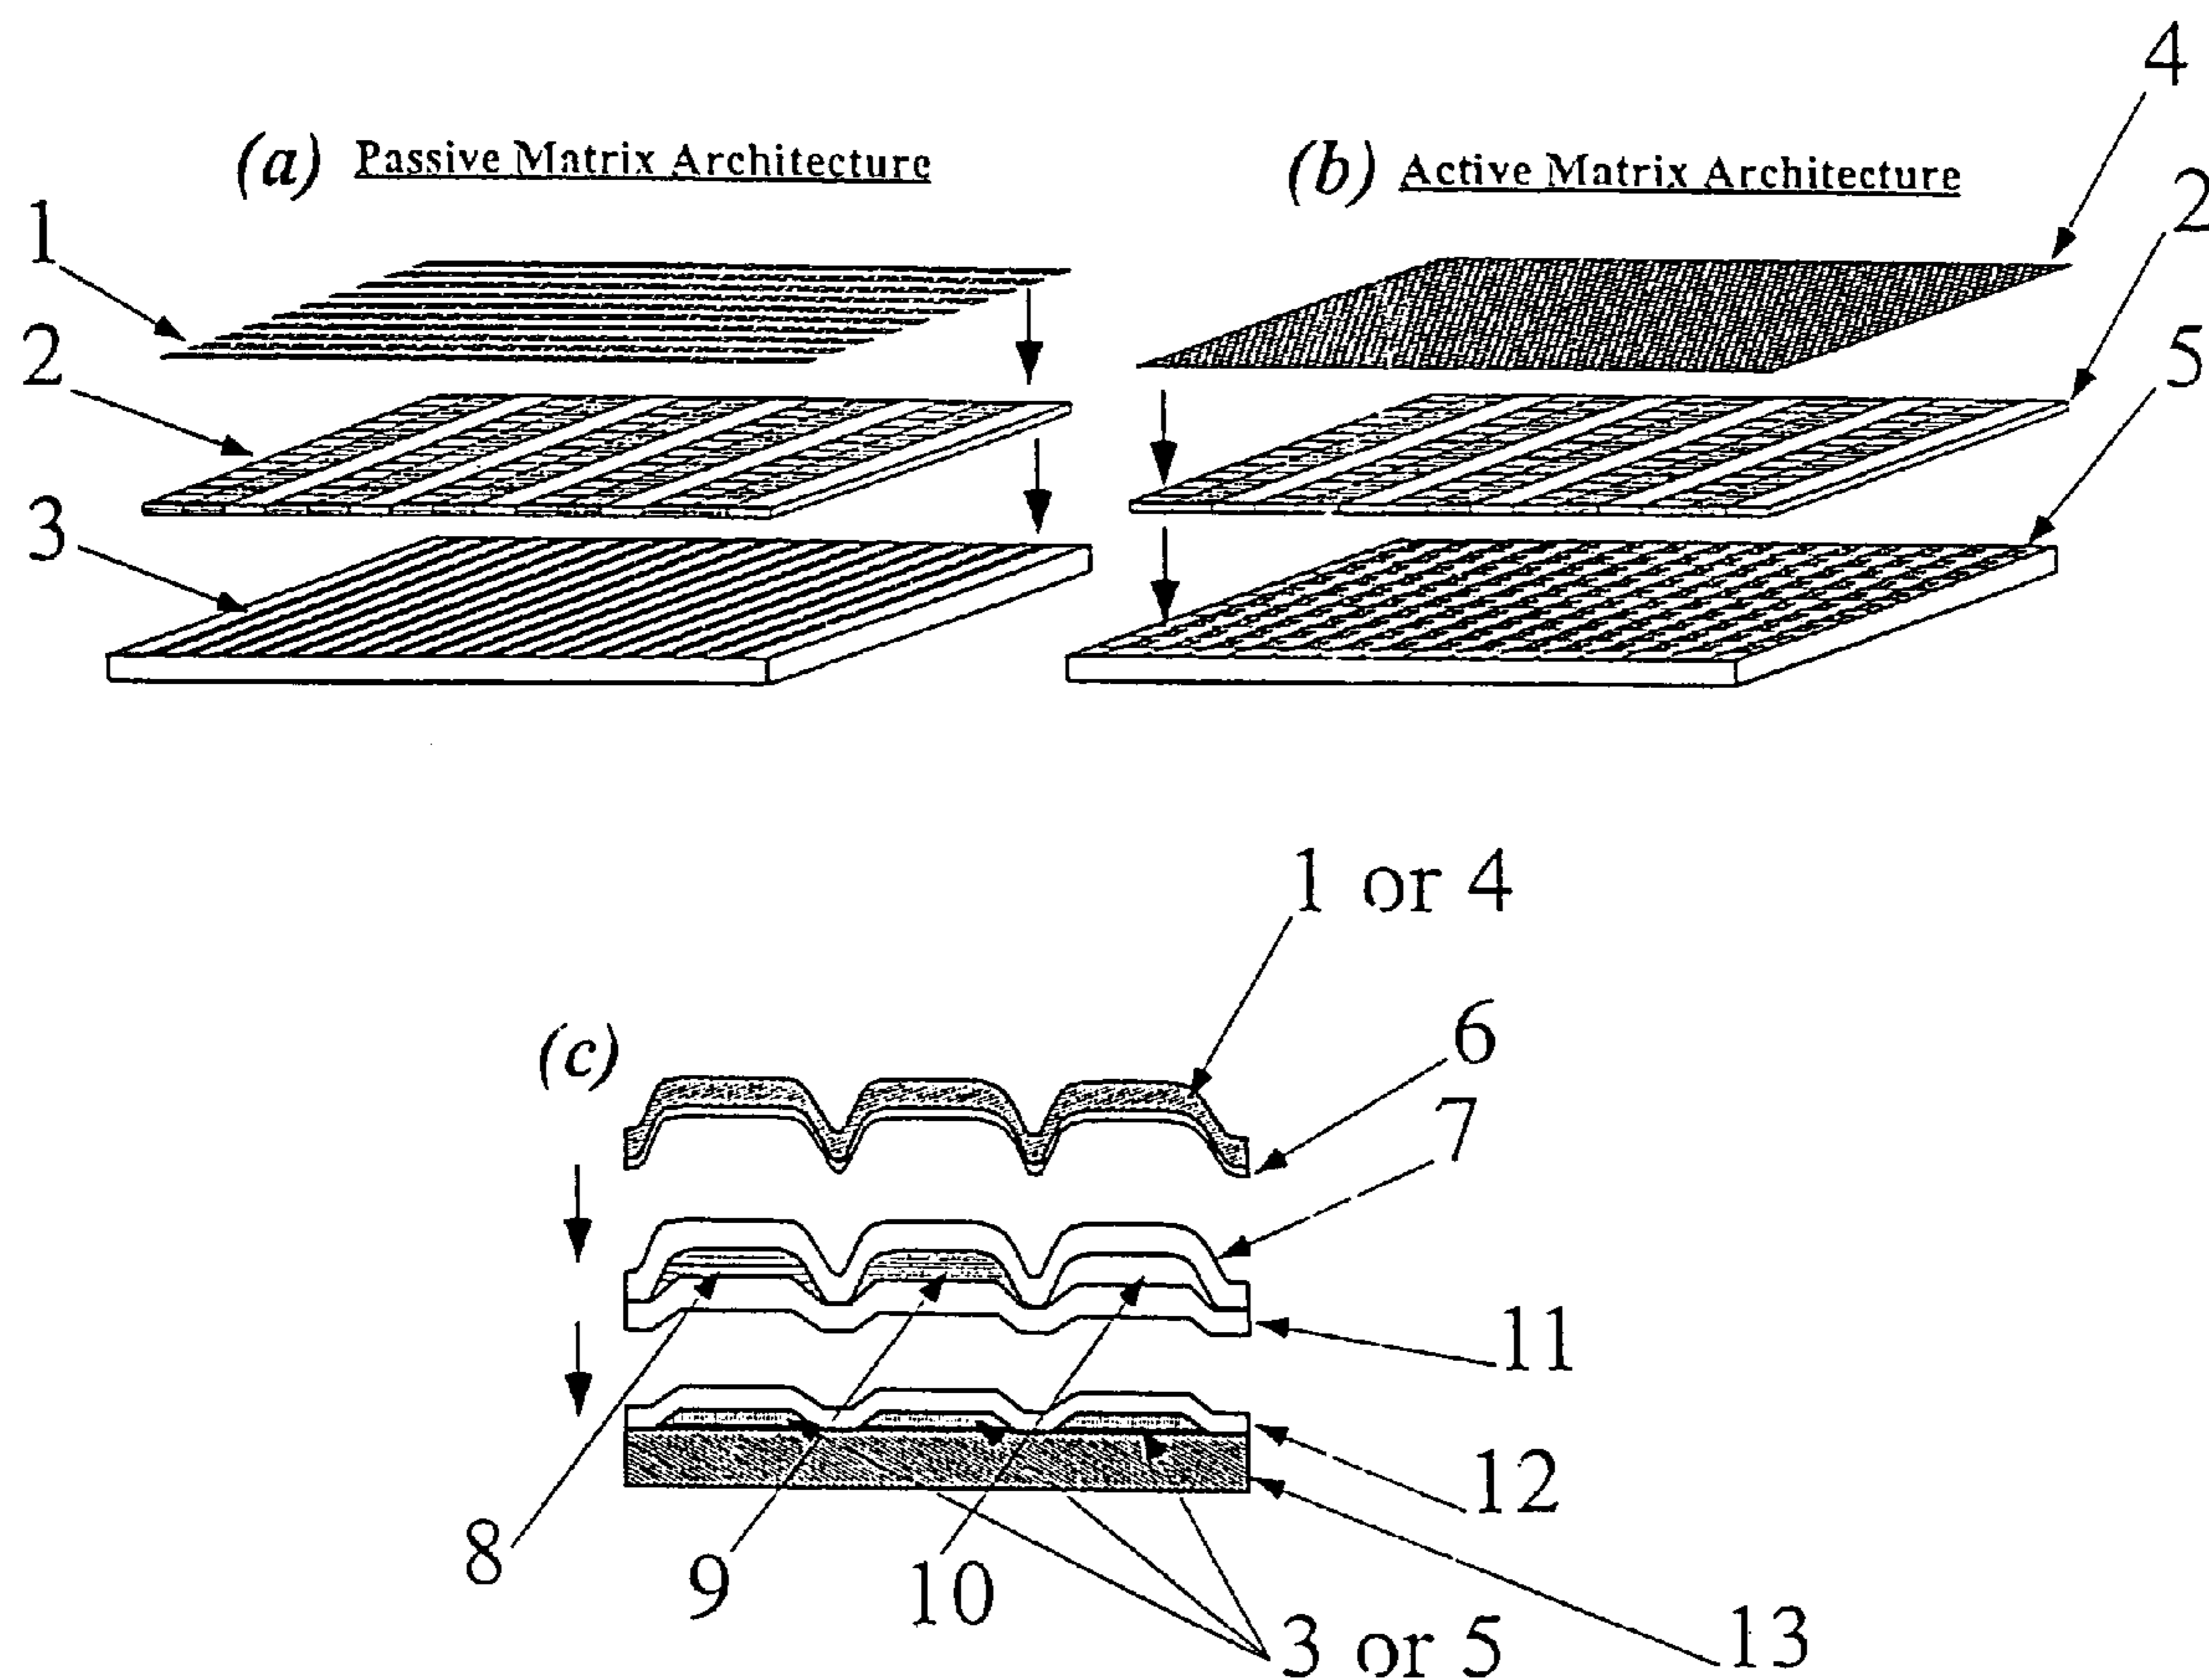 (a) Passive Matrix Architecture
(b) Active Matrix Architecture
4
2
5
1
2
3
(c)
1 or 4
6
7
11
12
13
8
9
10
3 or 5